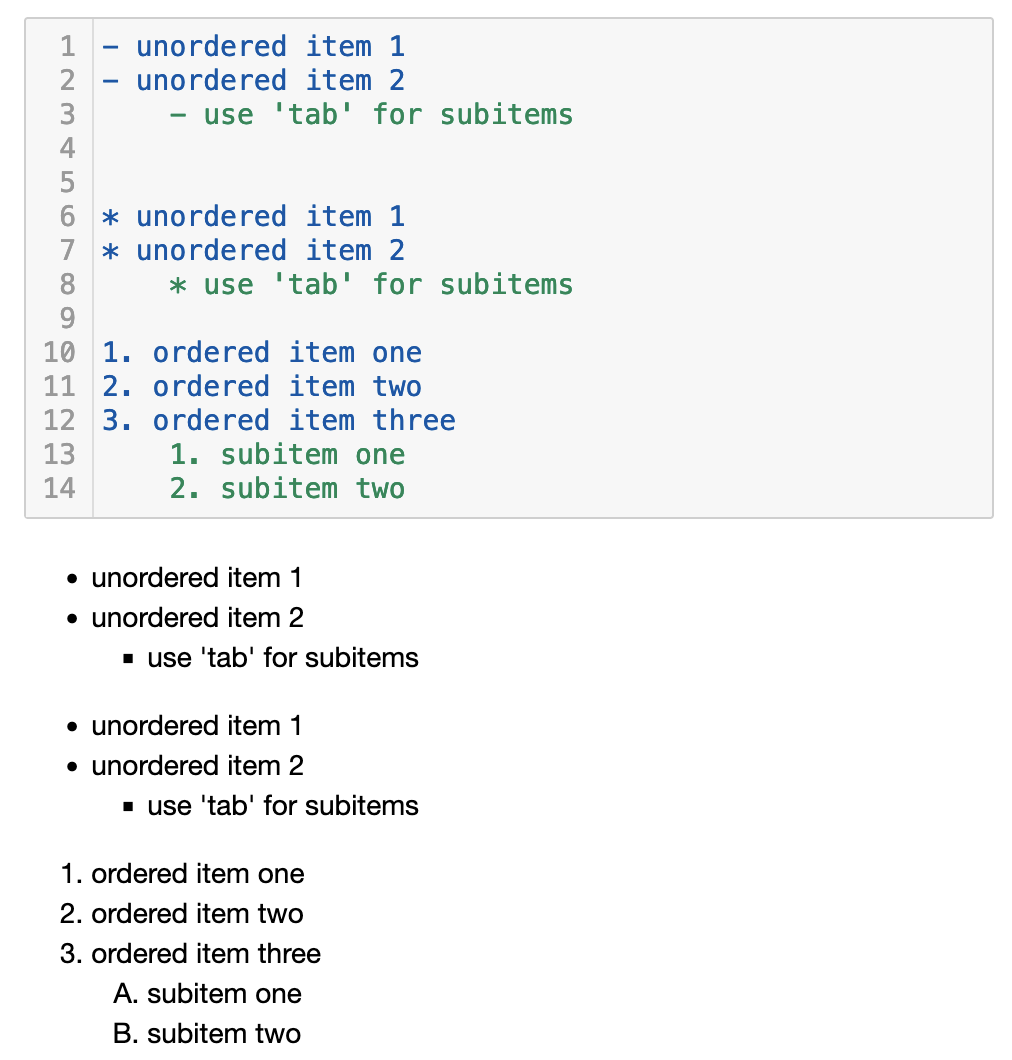 1 - unordered item 1
2 - unordered item 2
3     - use 'tab' for subitems
4
5
6 * unordered item 1
7 * unordered item 2
8     * use 'tab' for subitems
9
10 1. ordered item one
11 2. ordered item two
12 3. ordered item three
13     1. subitem one
14     2. subitem two
• unordered item 1
• unordered item 2
▪ use 'tab' for subitems
• unordered item 1
• unordered item 2
▪ use 'tab' for subitems
1. ordered item one
2. ordered item two
3. ordered item three
A. subitem one
B. subitem two